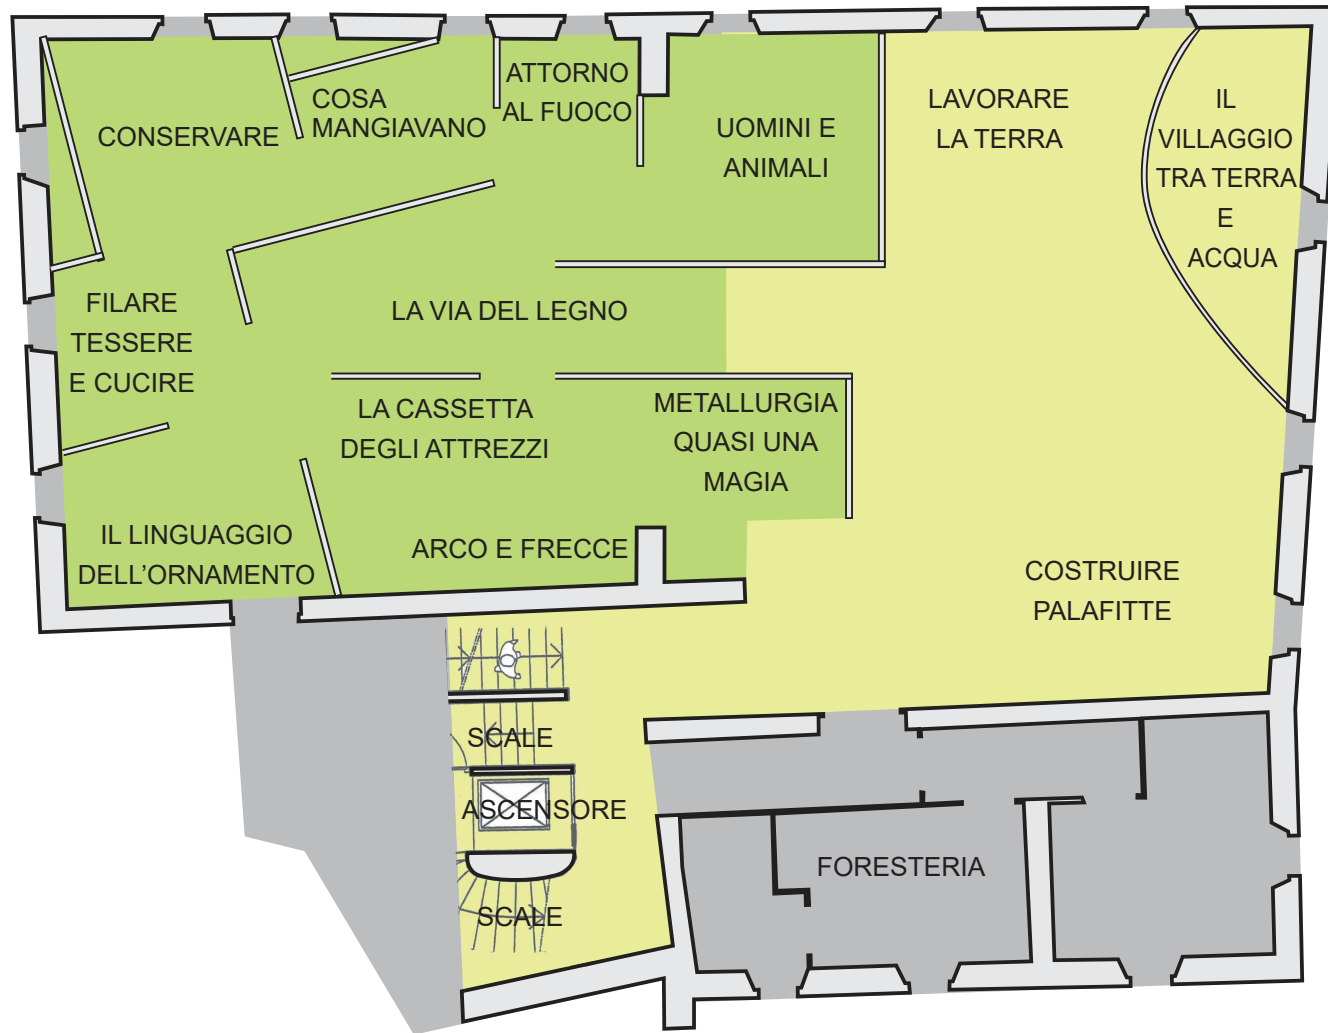 CONSERVARE
COSA
MANGIAVANO
ATTORNO
AL FUOCO
UOMINI E
ANIMALI
LAVORARE
LA TERRA
IL
VILLAGGIO
TRA TERRA
E
ACQUA
FILARE
TESSERE
E CUCIRE
LA VIA DEL LEGNO
LA CASSETTA
DEGLI ATTREZZI
METALLURGIA
QUASI UNA
MAGIA
IL LINGUAGGIO
DELL’ORNAMENTO
ARCO E FRECCE
COSTRUIRE
PALAFITTE
SCALE
ASCENSORE
SCALE
FORESTERIA